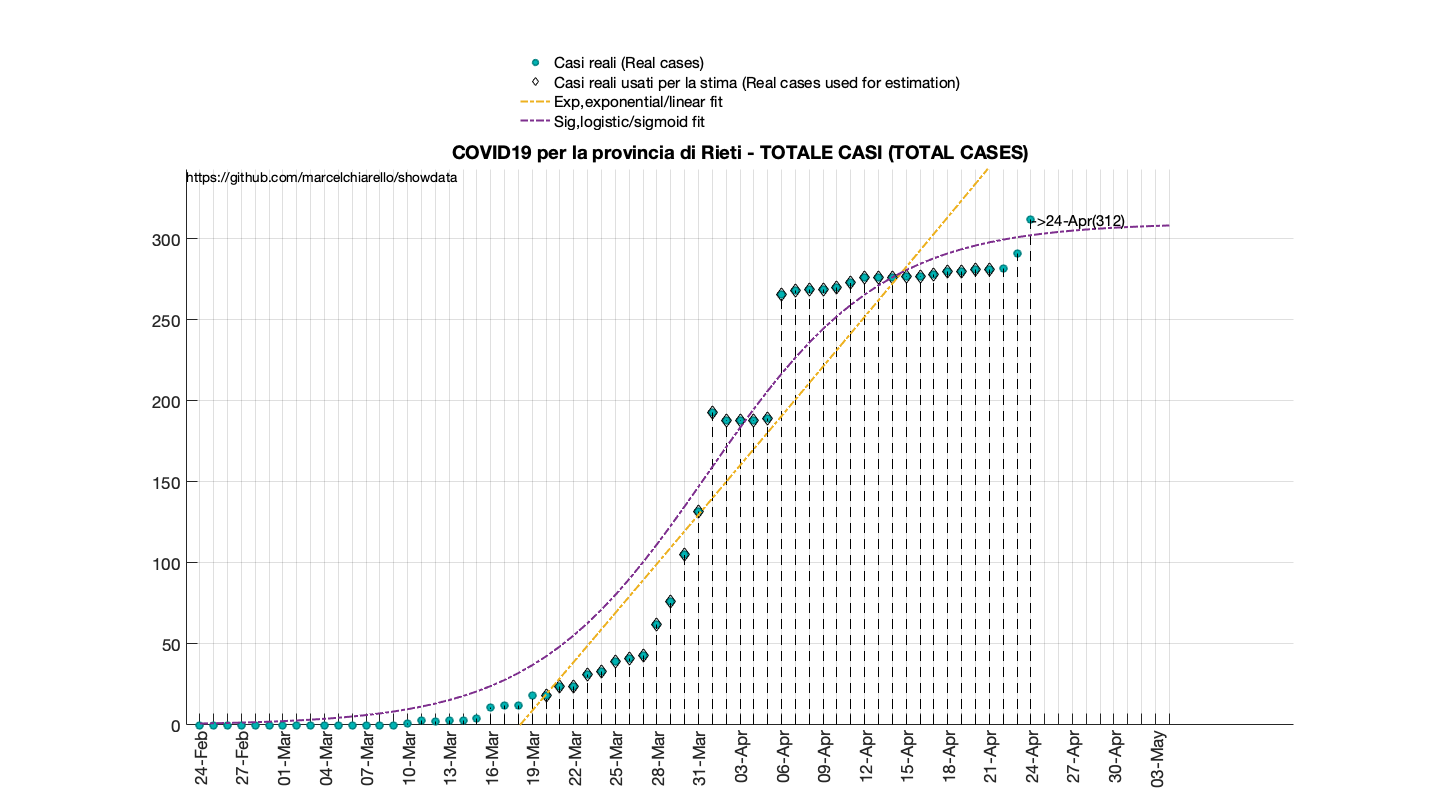 Casi reali (Real cases)
Casi reali usati per la stima (Real cases used for estimation)
Exp,exponential/linear fit
Sig,logistic/sigmoid fit
COVID19 per la provincia di Rieti - TOTALE CASI (TOTAL CASES)
https://github.com/marcelchiarello/showdata
->24-Apr(312)
300
250
200
150
100
50
0
24-Feb
27-Feb
01-Mar
04-Mar
07-Mar
10-Mar
13-Mar
16-Mar
19-Mar
22-Mar
25-Mar
28-Mar
31-Mar
03-Apr
06-Apr
09-Apr
12-Apr
15-Apr
18-Apr
21-Apr
24-Apr
27-Apr
30-Apr
03-May